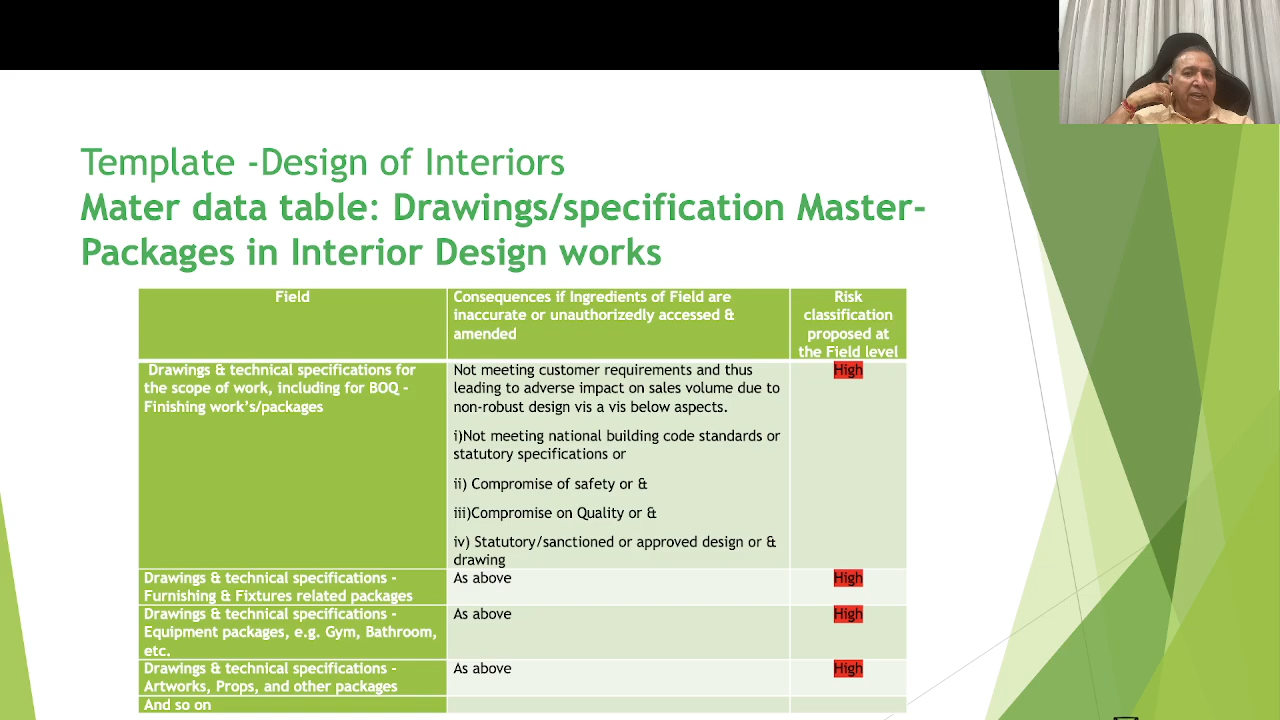 Template -Design of Interiors
Mater data table: Drawings/specification Master-
Packages in Interior Design works
Field
Consequences if Ingredients of Field are
inaccurate or unauthorizedly accessed &
amended
Risk
classification
proposed at
the Field level
Drawings & technical specifications for
the scope of work, including for BOQ -
Finishing work's/packages
Not meeting customer requirements and thus
leading to adverse impact on sales volume due to
non-robust design vis a vis below aspects.
i)Not meeting national building code standards or
statutory specifications or
ii) Compromise of safety or &
iii)Compromise on Quality or &
iv) Statutory/sanctioned or approved design or &
drawing
High
Drawings & technical specifications -
Furnishing & Fixtures related packages
As above
High
Drawings & technical specifications -
Equipment packages, e.g. Gym, Bathroom,
etc.
As above
High
Drawings & technical specifications -
Artworks, Props, and other packages
As above
High
And so on